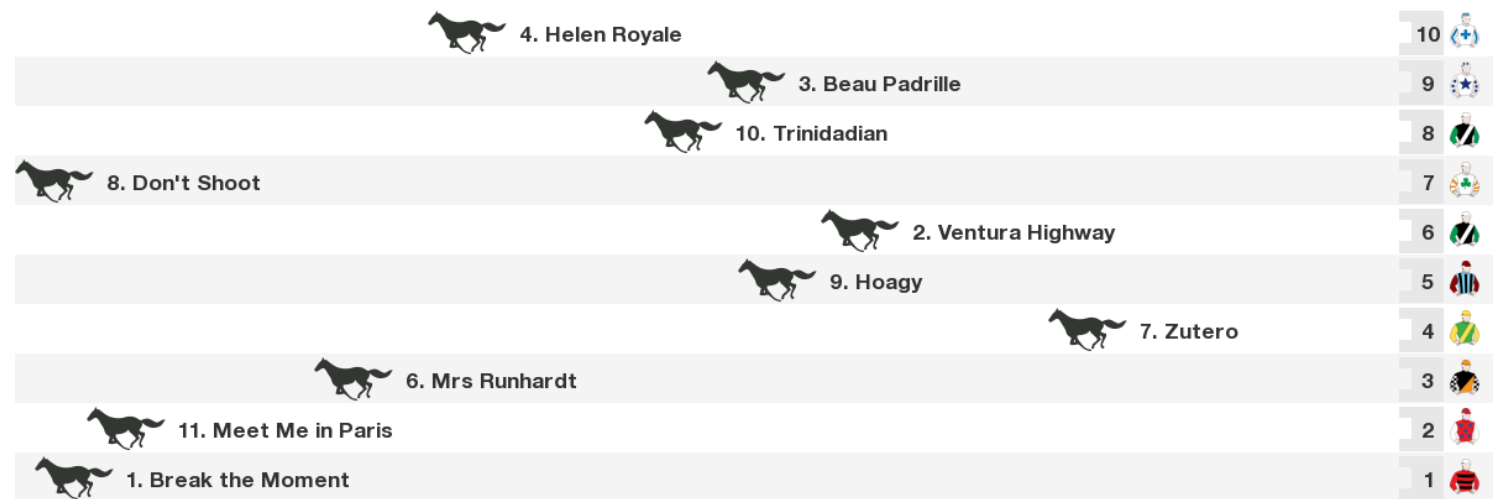 4. Helen Royale 10
3. Beau Padrille 9
10. Trinidadian 8
8. Don't Shoot 7
2. Ventura Highway 6
9. Hoagy 5
7. Zutero 4
6. Mrs Runhardt 3
11. Meet Me in Paris 2
1. Break the Moment 1